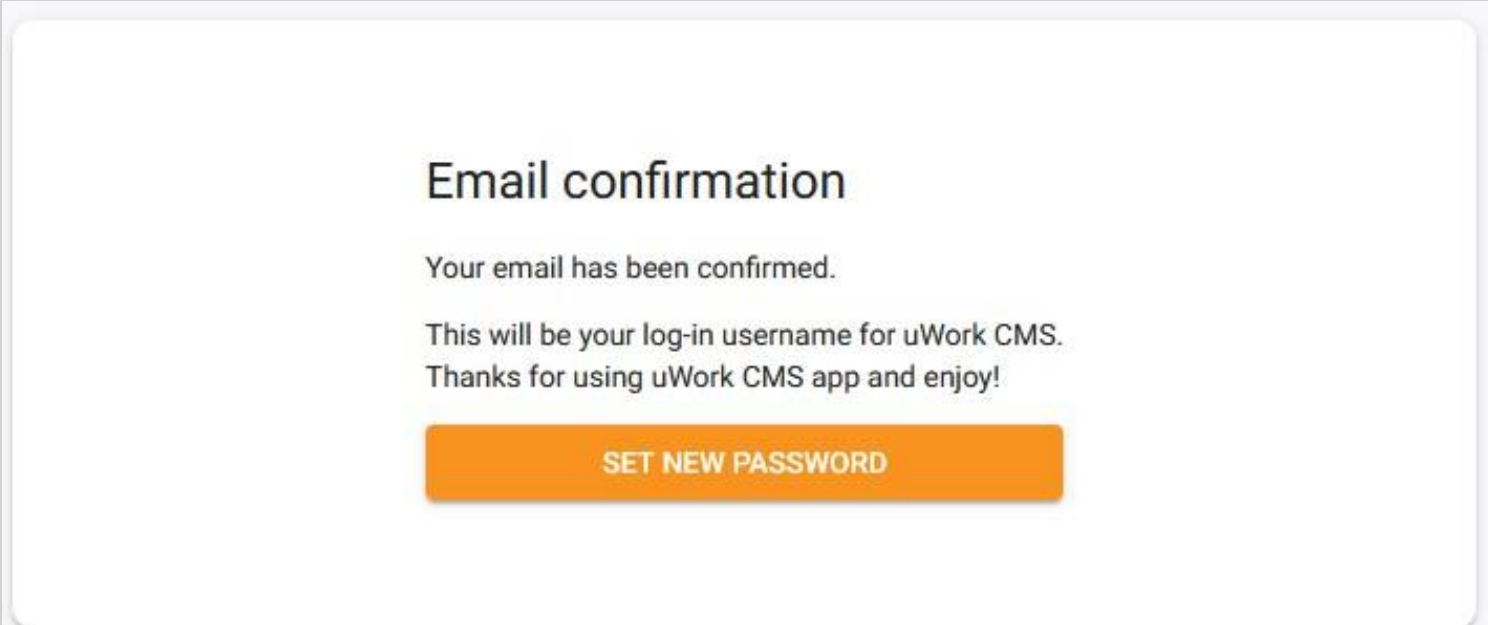 Email confirmation
Your email has been confirmed.
This will be your log-in username for uWork CMS.
Thanks for using uWork CMS app and enjoy!
SET NEW PASSWORD